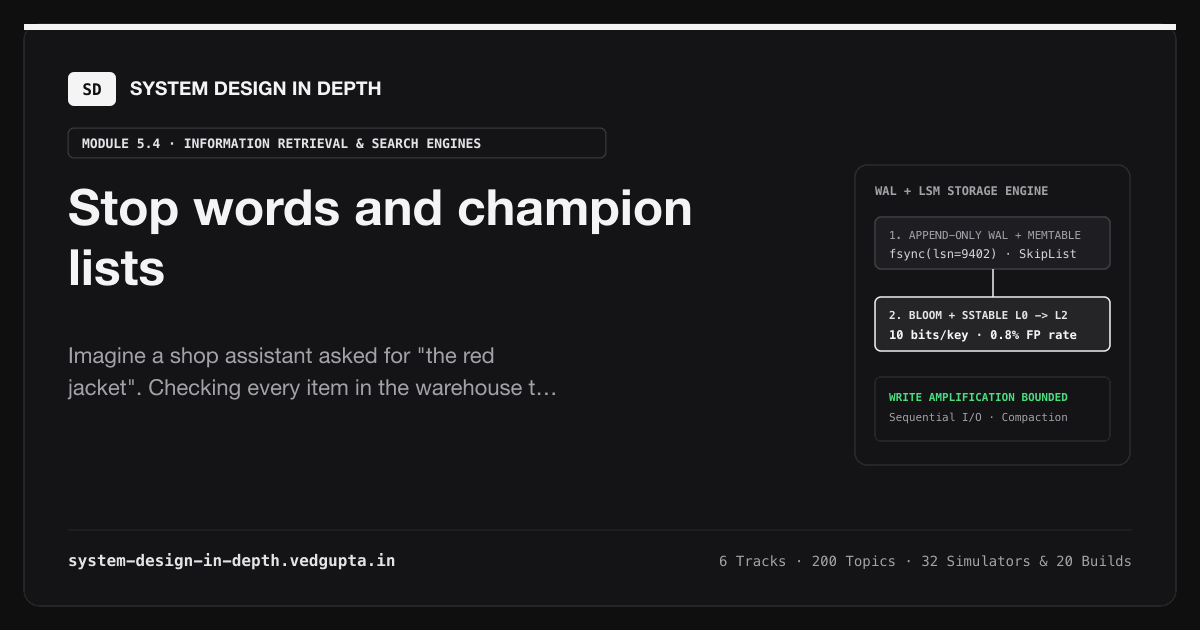 SD
SYSTEM DESIGN IN DEPTH
MODULE 5.4 · INFORMATION RETRIEVAL & SEARCH ENGINES
Stop words and champion
lists
Imagine a shop assistant asked for "the red
jacket". Checking every item in the warehouse t…
WAL + LSM STORAGE ENGINE
1. APPEND-ONLY WAL + MEMTABLE
fsync(lsn=9402) · SkipList
2. BLOOM + SSTABLE L0 -> L2
10 bits/key · 0.8% FP rate
WRITE AMPLIFICATION BOUNDED
Sequential I/O · Compaction
system-design-in-depth.vedgupta.in
6 Tracks · 200 Topics · 32 Simulators & 20 Builds